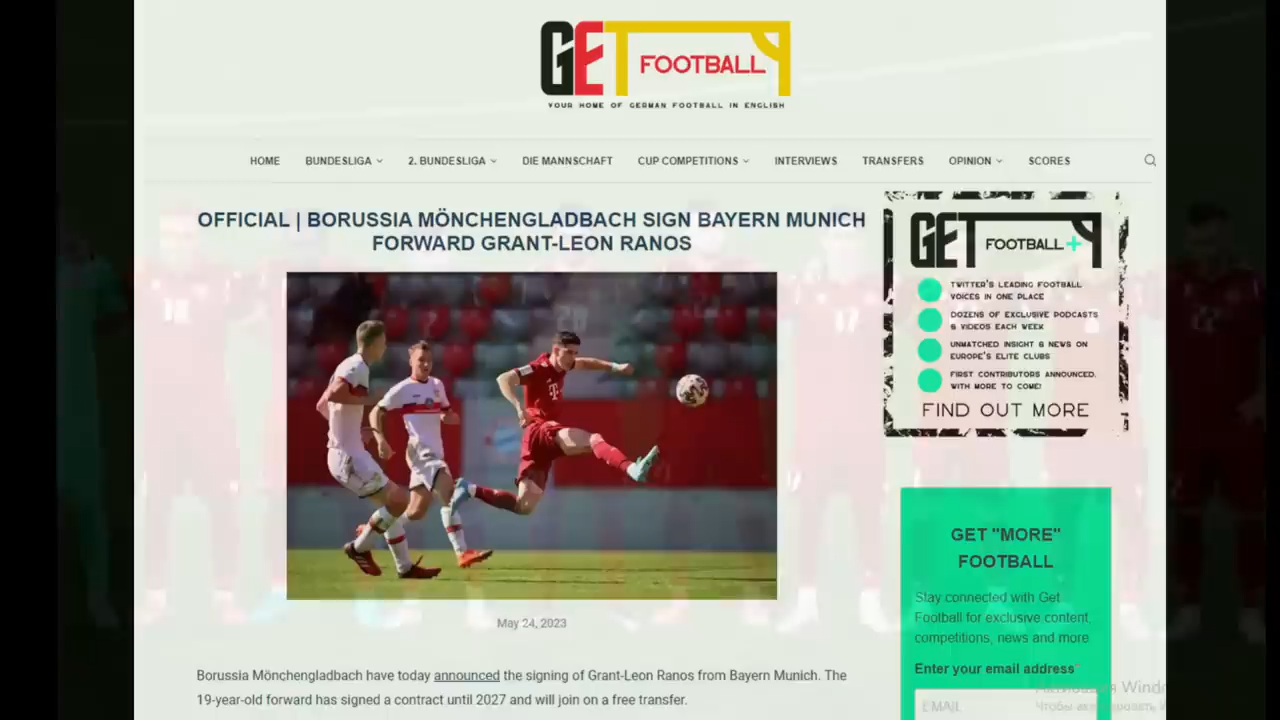 GET FOOTBALL
YOUR HOME OF GERMAN FOOTBALL IN ENGLISH
HOME BUNDESLIGA 2. BUNDESLIGA DIE MANNSCHAFT CUP COMPETITIONS INTERVIEWS TRANSFERS OPINION SCORES
OFFICIAL | BORUSSIA MÖNCHENGLADBACH SIGN BAYERN MUNICH
FORWARD GRANT-LEON RANOS
May 24, 2023
Borussia Mönchengladbach have today announced the signing of Grant-Leon Ranos from Bayern Munich. The
19-year-old forward has signed a contract until 2027 and will join on a free transfer.
GET FOOTBALL+
TWITTER'S LEADING FOOTBALL
VOICES IN ONE PLACE
DOZENS OF EXCLUSIVE PODCASTS
& VIDEOS EACH WEEK
UNMATCHED INSIGHT & NEWS ON
EUROPE'S ELITE CLUBS
FIRST CONTRIBUTORS ANNOUNCED,
WITH MORE TO COME!
FIND OUT MORE
GET "MORE"
FOOTBALL
Stay connected with Get
Football for exclusive content,
competitions, news and more
Enter your email address*
EMAIL